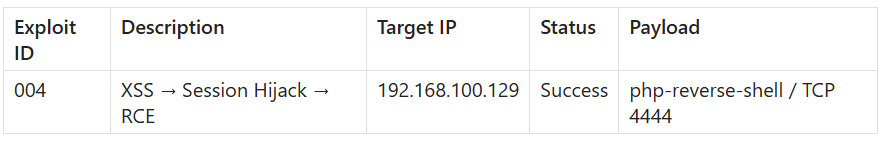 Exploit ID Description Target IP Status Payload
004 XSS → Session Hijack → RCE 192.168.100.129 Success php-reverse-shell / TCP 4444